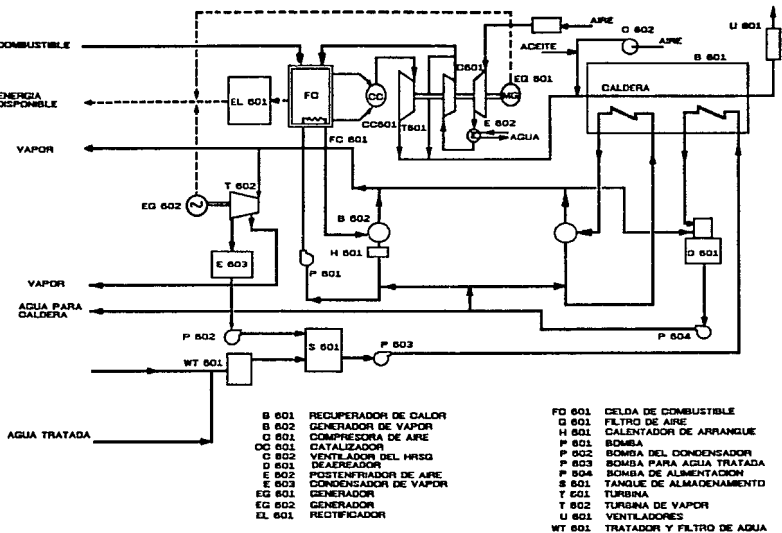 COMBUSTIBLE
ENERGIA
DISPONIBLE
VAPOR
EL 601
FC
FC 601
CC
CC601
T601
C601
EG 601
E 602
AGUA
AIRE
C 602
ACEITE
AIRE
U 601
B 601
CALDERA
T 602
EG 602
E 603
B 602
H 601
P 601
D 601
VAPOR
AGUA PARA
CALDERA
P 602
S 601
P 603
P 604
WT 601
AGUA TRATADA
B 601 RECUPERADOR DE CALOR
B 602 GENERADOR DE VAPOR
C 601 COMPRESORA DE AIRE
CC 601 CATALIZADOR
C 602 VENTILADOR DEL HRSG
D 601 DEAEREADOR
E 602 POSTENFRIADOR DE AIRE
E 603 CONDENSADOR DE VAPOR
EG 601 GENERADOR
EG 602 GENERADOR
EL 601 RECTIFICADOR
FC 601 CELDA DE COMBUSTIBLE
G 601 FILTRO DE AIRE
H 601 CALENTADOR DE ARRANQUE
P 601 BOMBA
P 602 BOMBA DEL CONDENSADOR
P 603 BOMBA PARA AGUA TRATADA
P 604 BOMBA DE ALIMENTACION
S 601 TANQUE DE ALMADENAMIENTO
T 601 TURBINA
T 602 TURBINA DE VAPOR
U 601 VENTILADORES
WT 601 TRATADOR Y FILTRO DE AGUA